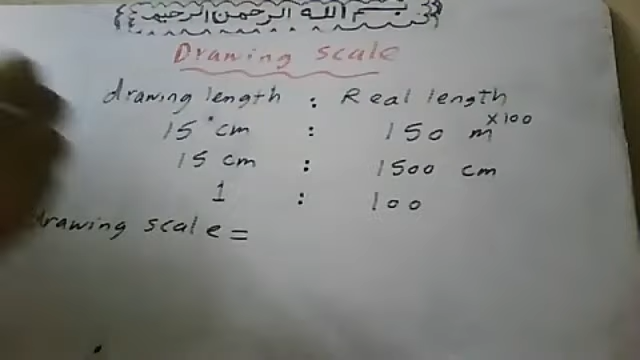 بسم الله الرحمن الرحيم
Drawing scale
drawing length : Real length
15 cm : 150 m x100
15 cm : 1500 cm
1 : 100
drawing scale =